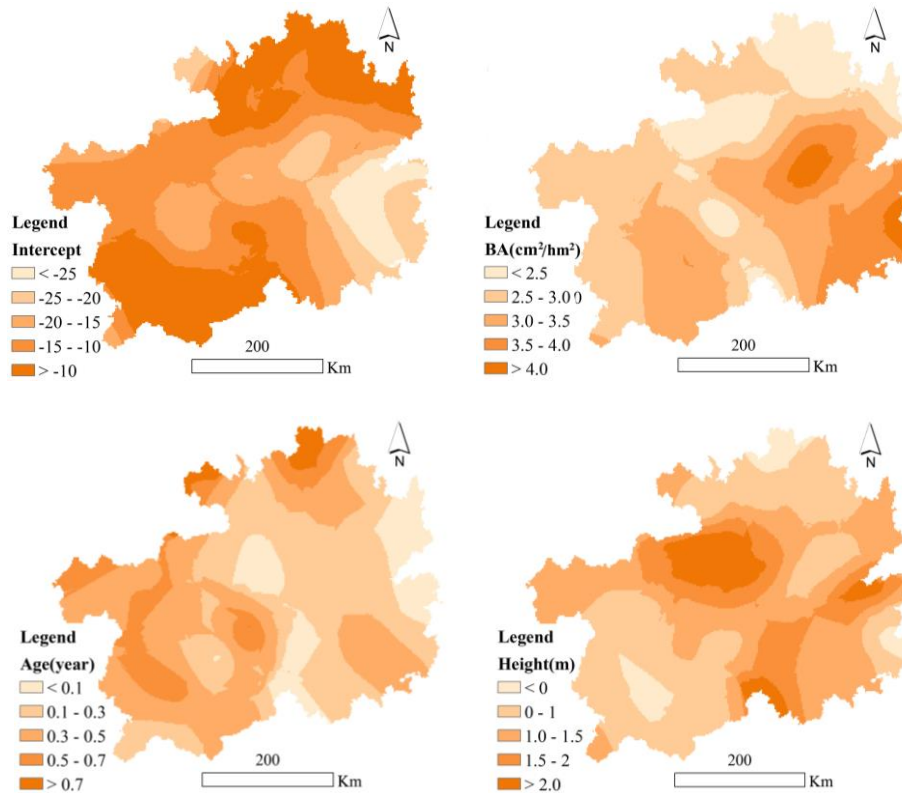 N
Legend
Intercept
< -25
-25 - -20
-20 - -15
-15 - -10
> -10
200
Km
N
Legend
BA(cm²/hm²)
< 2.5
2.5 - 3.00
3.0 - 3.5
3.5 - 4.0
> 4.0
200
Km
N
Legend
Age(year)
< 0.1
0.1 - 0.3
0.3 - 0.5
0.5 - 0.7
> 0.7
200
Km
N
Legend
Height(m)
< 0
0 - 1
1.0 - 1.5
1.5 - 2
> 2.0
200
Km